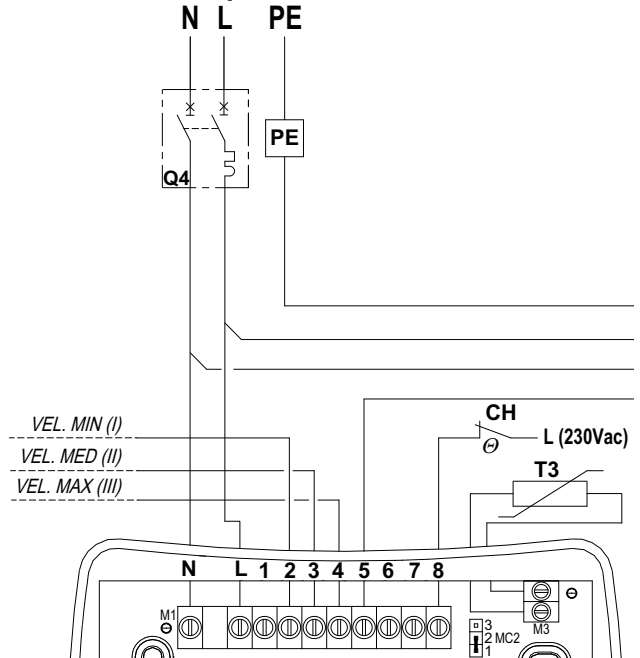 N L PE
PE
Q4
VEL. MIN (I)
VEL. MED (II)
VEL. MAX (III)
CH
Θ
L (230Vac)
T3
N L 1 2 3 4 5 6 7 8
M1
3
2 MC2
1
M3